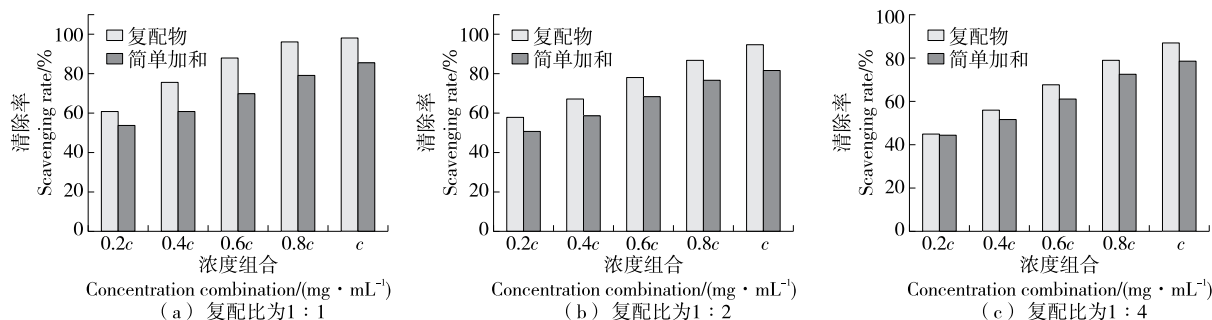 100
80
60
40
20
0
清除率
Scavenging rate/%
复配物
简单加和
0.2c 0.4c 0.6c 0.8c c
浓度组合
Concentration combination/(mg·mL⁻¹)
(a) 复配比为1:1
100
80
60
40
20
0
清除率
Scavenging rate/%
复配物
简单加和
0.2c 0.4c 0.6c 0.8c c
浓度组合
Concentration combination/(mg·mL⁻¹)
(b) 复配比为1:2
100
80
60
40
20
0
清除率
Scavenging rate/%
复配物
简单加和
0.2c 0.4c 0.6c 0.8c c
浓度组合
Concentration combination/(mg·mL⁻¹)
(c) 复配比为1:4